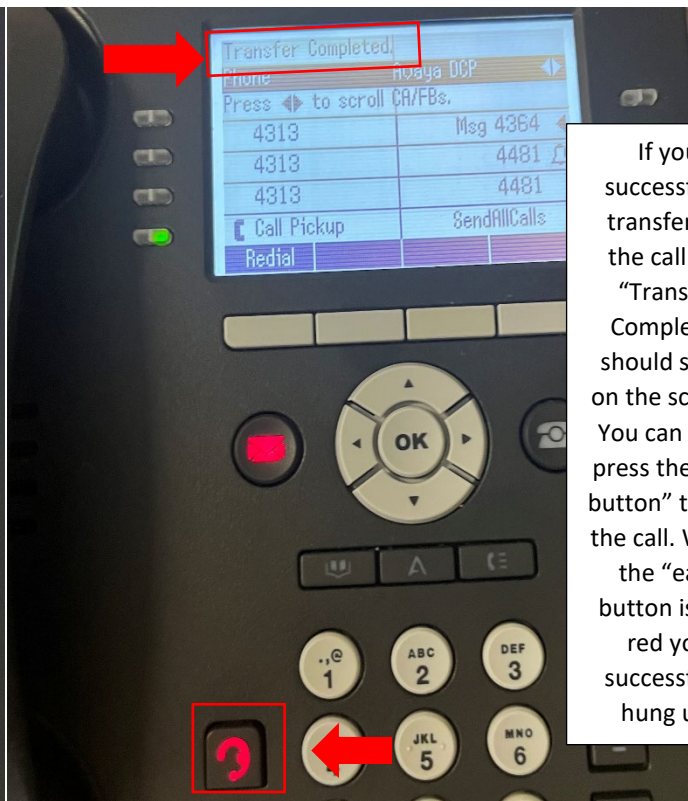 Transfer Completed.
Phone Avaya DCP
Press to scroll CA/FBs.
4313 Msg 4364
4313 4481
4313 4481
Call Pickup SendAllCalls
Redial
OK
.,@ ABC DEF
1 2 3
JKL MNO
5 6
If you
success
transfer
the call
“Trans
Comple
should s
on the sc
You can
press the
button” t
the call.
the “ea
button is
red yo
success
hung u